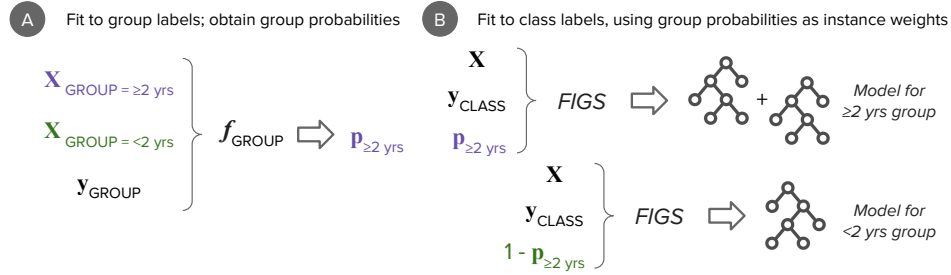 A Fit to group labels; obtain group probabilities
X GROUP = ≥2 yrs
X GROUP = <2 yrs
y GROUP
f GROUP
p ≥2 yrs
B Fit to class labels, using group probabilities as instance weights
X
y CLASS
p ≥2 yrs
FIGS
+
Model for
≥2 yrs group
X
y CLASS
1 - p ≥2 yrs
FIGS
Model for
<2 yrs group